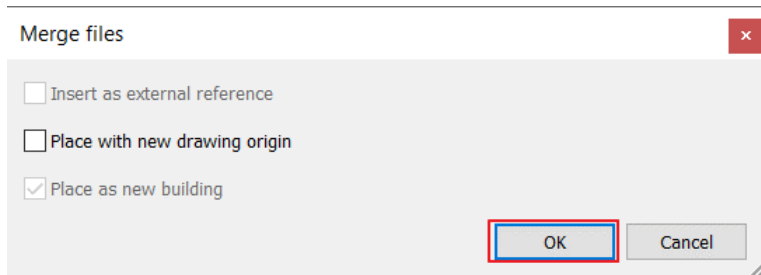 Merge files
Insert as external reference
Place with new drawing origin
Place as new building
OK Cancel